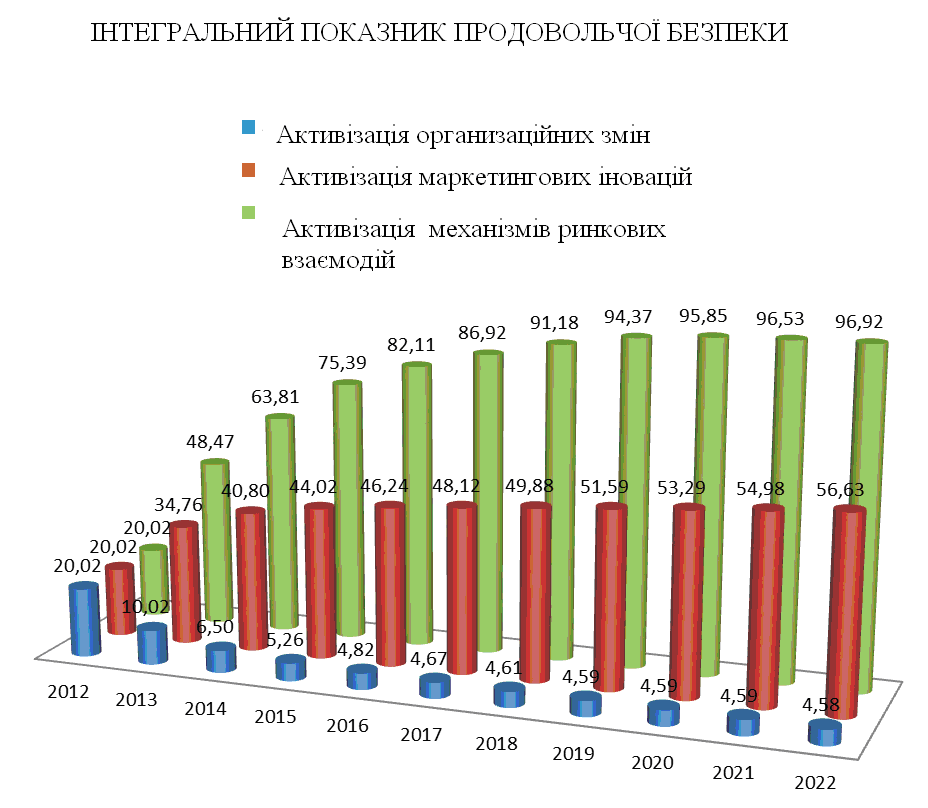 ІНТЕГРАЛЬНИЙ ПОКАЗНИК ПРОДОВОЛЬЧОЇ БЕЗПЕКИ
Активізація організаційних змін
Активізація маркетингових іновацій
Активізація механізмів ринкових
взаємодій
20,02 48,47 63,81 75,39 82,11 86,92 91,18 94,37 95,85 96,53 96,92
20,02 34,76 40,80 44,02 46,24 48,12 49,88 51,59 53,29 54,98 56,63
20,02 10,02 6,50 5,26 4,82 4,67 4,61 4,59 4,59 4,59 4,58
2012 2013 2014 2015 2016 2017 2018 2019 2020 2021 2022